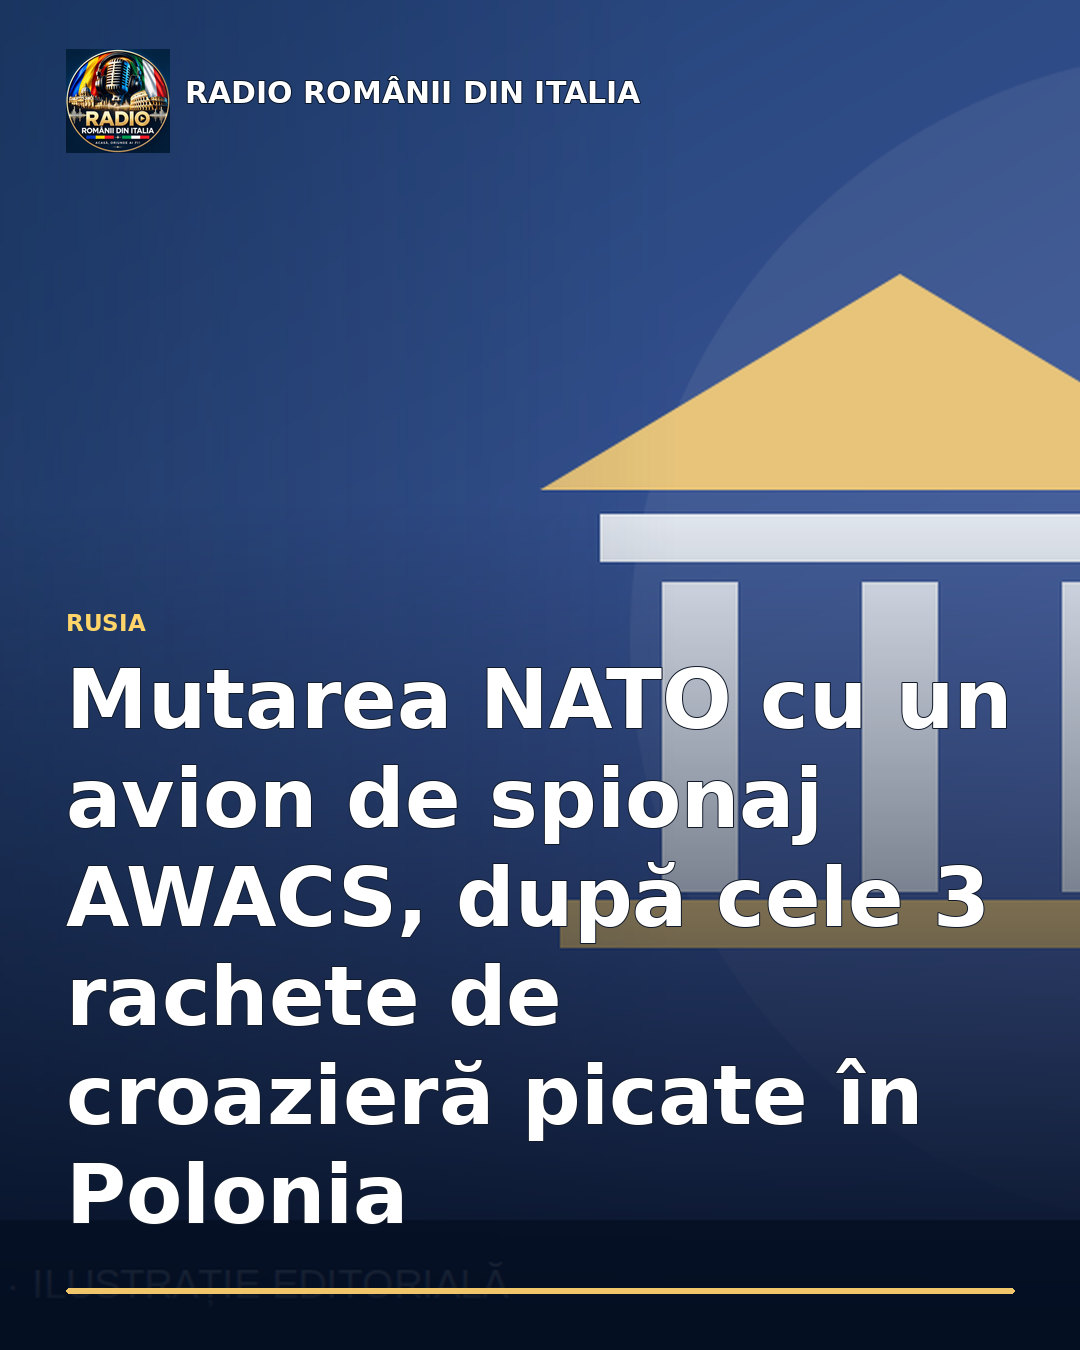 RADIO
ROMÂNII DIN ITALIA
RADIO ROMÂNII DIN ITALIA
RUSIA
Mutarea NATO cu un
avion de spionaj
AWACS, după cele 3
rachete de
croazieră picate în
Polonia
· ILUSTRAȚIE EDITORIALĂ